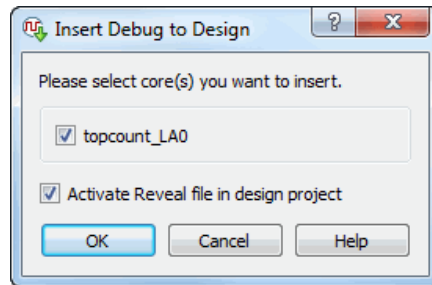 Insert Debug to Design
Please select core(s) you want to insert.
topcount_LA0
Activate Reveal file in design project
OK Cancel Help